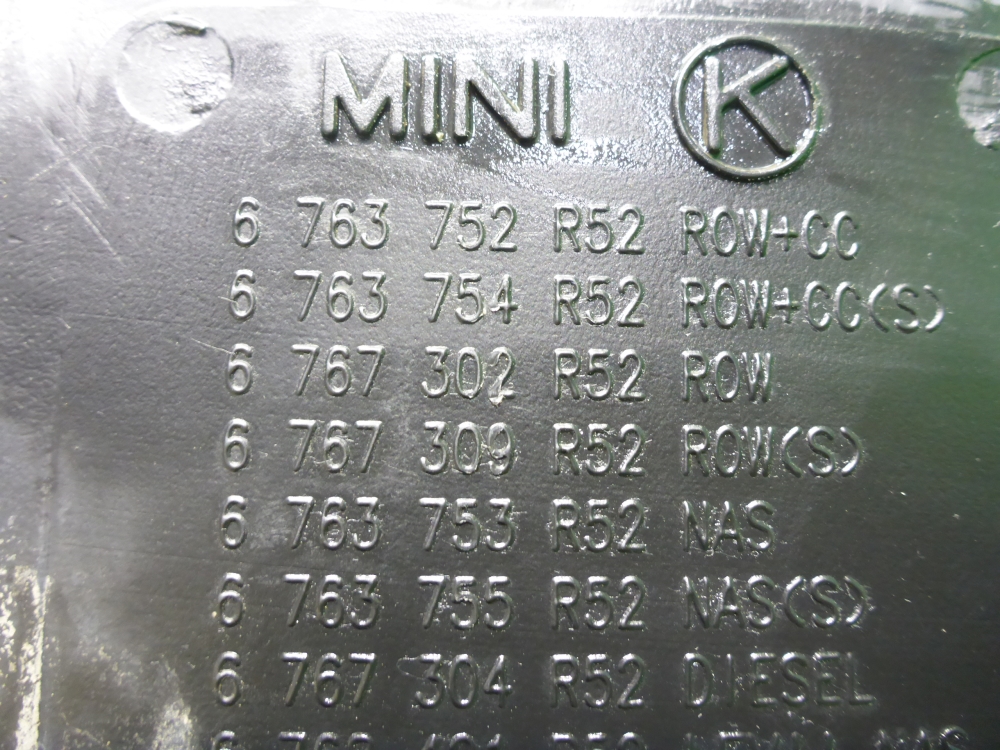 MINI K
6 763 752 R52 ROW+CC
6 763 754 R52 ROW+CC(S)
6 767 302 R52 ROW
6 767 309 R52 ROW(S)
6 763 753 R52 NAS
6 763 755 R52 NAS(S)
6 767 304 R52 DIESEL